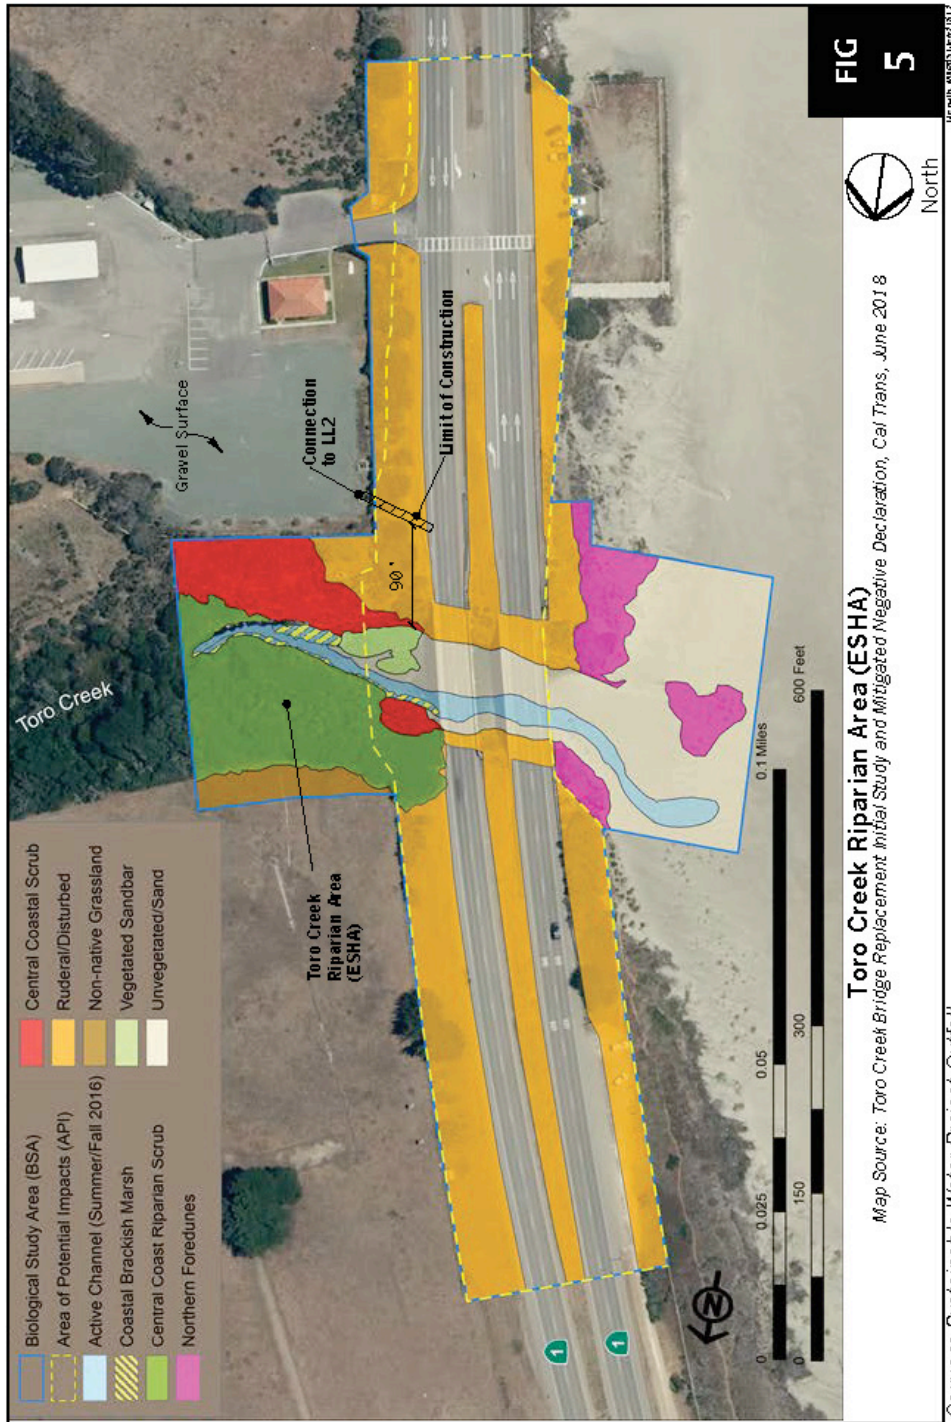 Biological Study Area (BSA)
Area of Potential Impacts (API)
Active Channel (Summer/Fall 2016)
Coastal Brackish Marsh
Central Coast Riparian Scrub
Northern Foredunes
Central Coastal Scrub
Ruderal/Disturbed
Non-native Grassland
Vegetated Sandbar
Unvegetated/Sand
Toro Creek
Gravel Surface
Connection
to LL2
Limit of Construction
90'
Toro Creek
Riparian Area
(ESHA)
1
1
N
0 0.025 0.05 0.1 Miles
0 150 300 600 Feet
Toro Creek Riparian Area (ESHA)
Map Source: Toro Creek Bridge Replacement Initial Study and Mitigated Negative Declaration, Cal Trans, June 2018
North
FIG
5